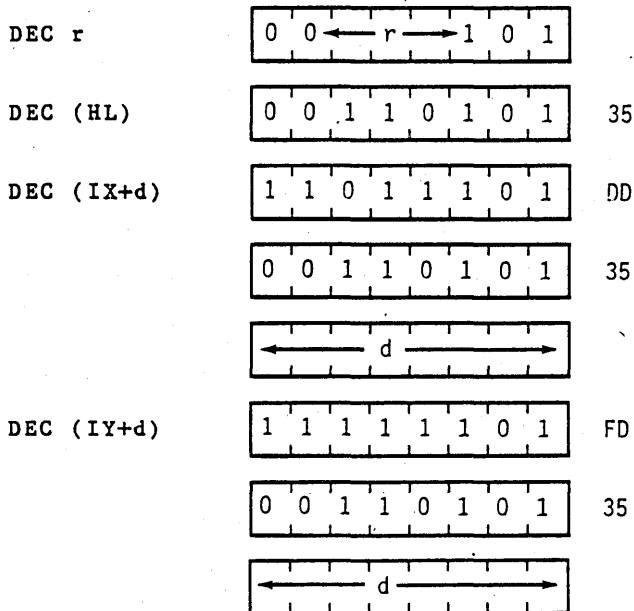 DEC r 0 0 r 1 0 1
DEC (HL) 0 0 1 1 0 1 0 1 35
DEC (IX+d) 1 1 0 1 1 1 0 1 DD
0 0 1 1 0 1 0 1 35
d
DEC (IY+d) 1 1 1 1 1 1 0 1 FD
0 0 1 1 0 1 0 1 35
d